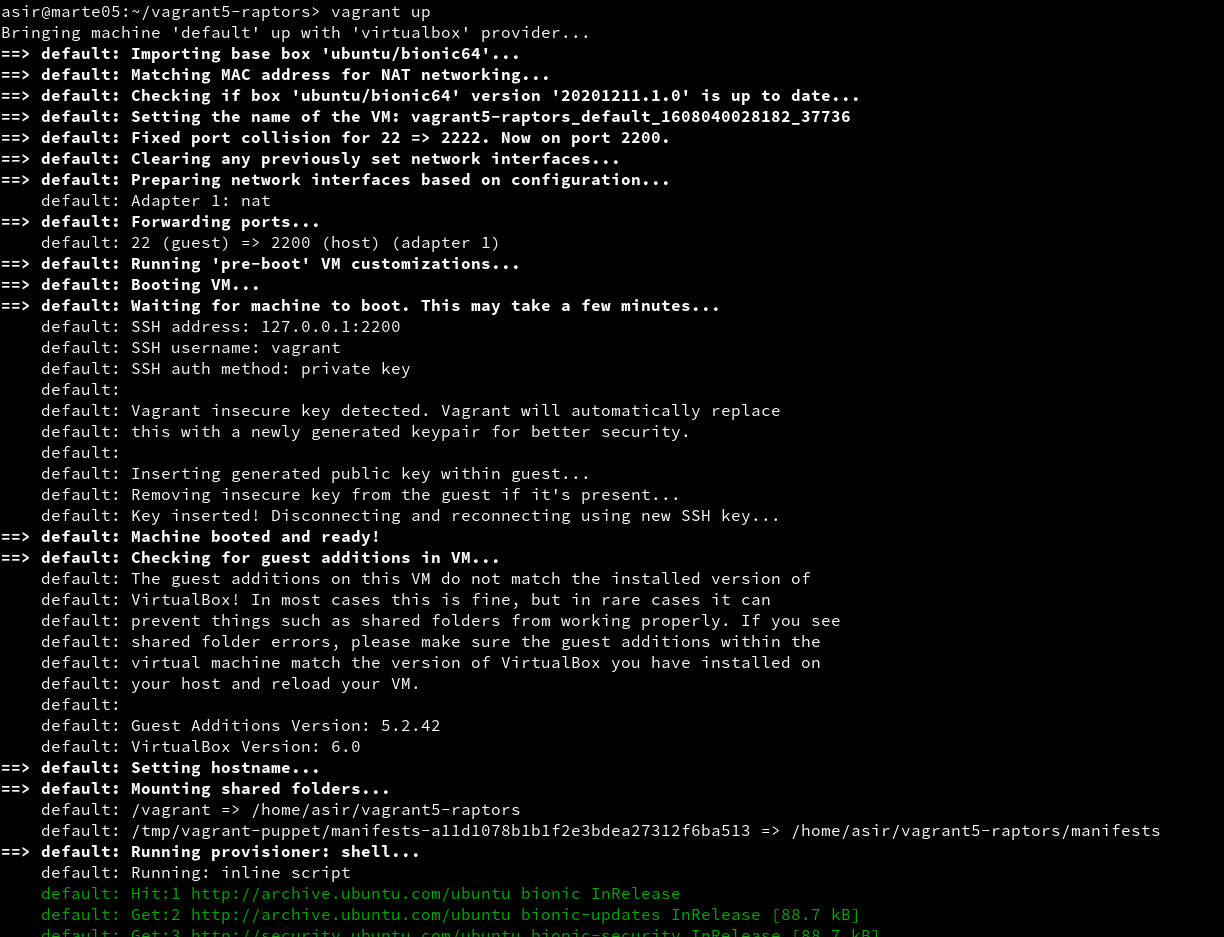 asir@marte05:~/vagrant5-raptors> vagrant up
Bringing machine 'default' up with 'virtualbox' provider...
==> default: Importing base box 'ubuntu/bionic64'...
==> default: Matching MAC address for NAT networking...
==> default: Checking if box 'ubuntu/bionic64' version '20201211.1.0' is up to date...
==> default: Setting the name of the VM: vagrant5-raptors_default_1608040028182_37736
==> default: Fixed port collision for 22 => 2222. Now on port 2200.
==> default: Clearing any previously set network interfaces...
==> default: Preparing network interfaces based on configuration...
    default: Adapter 1: nat
==> default: Forwarding ports...
    default: 22 (guest) => 2200 (host) (adapter 1)
==> default: Running 'pre-boot' VM customizations...
==> default: Booting VM...
==> default: Waiting for machine to boot. This may take a few minutes...
    default: SSH address: 127.0.0.1:2200
    default: SSH username: vagrant
    default: SSH auth method: private key
    default:
    default: Vagrant insecure key detected. Vagrant will automatically replace
    default: this with a newly generated keypair for better security.
    default:
    default: Inserting generated public key within guest...
    default: Removing insecure key from the guest if it's present...
    default: Key inserted! Disconnecting and reconnecting using new SSH key...
==> default: Machine booted and ready!
==> default: Checking for guest additions in VM...
    default: The guest additions on this VM do not match the installed version of
    default: VirtualBox! In most cases this is fine, but in rare cases it can
    default: prevent things such as shared folders from working properly. If you see
    default: shared folder errors, please make sure the guest additions within the
    default: virtual machine match the version of VirtualBox you have installed on
    default: your host and reload your VM.
    default:
    default: Guest Additions Version: 5.2.42
    default: VirtualBox Version: 6.0
==> default: Setting hostname...
==> default: Mounting shared folders...
    default: /vagrant => /home/asir/vagrant5-raptors
    default: /tmp/vagrant-puppet/manifests-a11d1078b1b1f2e3bdea27312f6ba513 => /home/asir/vagrant5-raptors/manifests
==> default: Running provisioner: shell...
    default: Running: inline script
    default: Hit:1 http://archive.ubuntu.com/ubuntu bionic InRelease
    default: Get:2 http://archive.ubuntu.com/ubuntu bionic-updates InRelease [88.7 kB]
    default: Get:3 http://security.ubuntu.com/ubuntu bionic-security InRelease [88.7 kB]